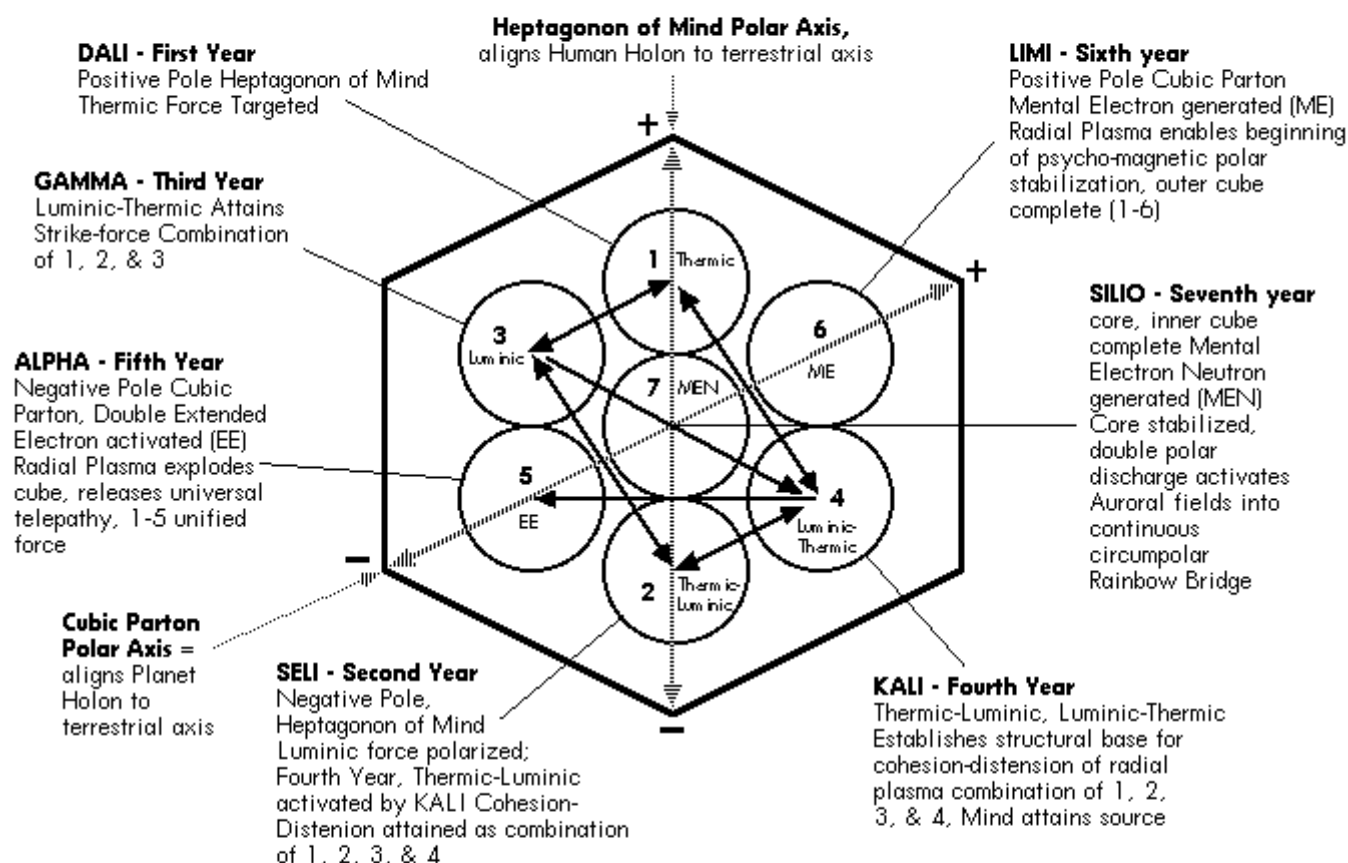 Heptagonon of Mind Polar Axis,
aligns Human Holon to terrestrial axis
DALI - First Year
Positive Pole Heptagonon of Mind
Thermic Force Targeted
LIMI - Sixth year
Positive Pole Cubic Parton
Mental Electron generated (ME)
Radial Plasma enables beginning
of psycho-magnetic polar
stabilization, outer cube
complete (1-6)
GAMMA - Third Year
Luminic-Thermic Attains
Strike-force Combination
of 1, 2, & 3
SILIO - Seventh year
core, inner cube
complete Mental
Electron Neutron
generated (MEN)
Core stabilized,
double polar
discharge activates
Auroral fields into
continuous
circumpolar
Rainbow Bridge
ALPHA - Fifth Year
Negative Pole Cubic
Parton, Double Extended
Electron activated (EE)
Radial Plasma explodes
cube, releases universal
telepathy, 1-5 unified
force
+
+
1 Thermic
3
Luminic
6
ME
7 MEN
5
EE
4
Luminic-
Thermic
2 Thermic-
Luminic
−
−
Cubic Parton
Polar Axis =
aligns Planet
Holon to
terrestrial axis
SELI - Second Year
Negative Pole,
Heptagonon of Mind
Luminic force polarized;
Fourth Year, Thermic-Luminic
activated by KALI Cohesion-
Distenion attained as combination
of 1, 2, 3, & 4
KALI - Fourth Year
Thermic-Luminic, Luminic-Thermic
Establishes structural base for
cohesion-distension of radial
plasma combination of 1, 2,
3, & 4, Mind attains source